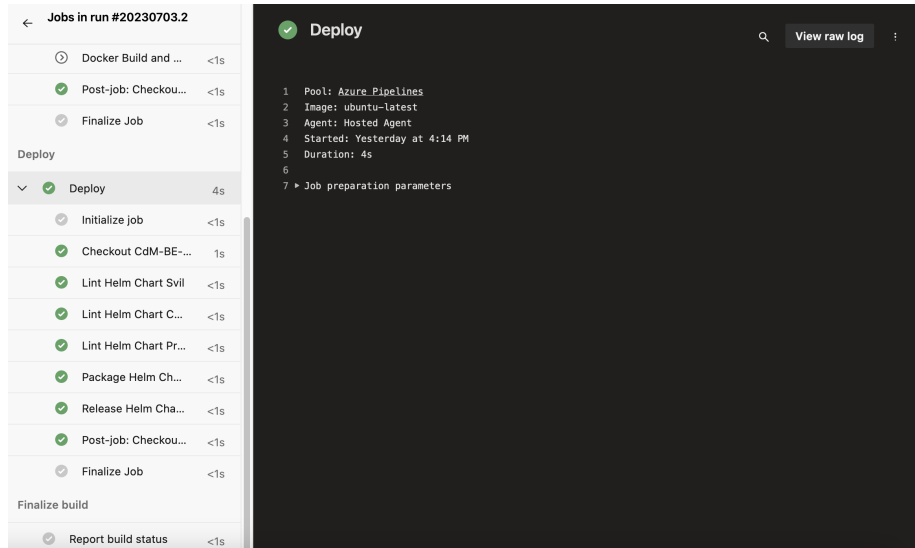 Jobs in run #20230703.2
Docker Build and ... <1s
Post-job: Checkou... <1s
Finalize Job <1s
Deploy
Deploy 4s
Initialize job <1s
Checkout CdM-BE-... 1s
Lint Helm Chart Svil <1s
Lint Helm Chart C... <1s
Lint Helm Chart Pr... <1s
Package Helm Ch... <1s
Release Helm Cha... <1s
Post-job: Checkou... <1s
Finalize Job <1s
Finalize build
Report build status <1s
Deploy
View raw log
1 Pool: Azure Pipelines
2 Image: ubuntu-latest
3 Agent: Hosted Agent
4 Started: Yesterday at 4:14 PM
5 Duration: 4s
6
7 Job preparation parameters